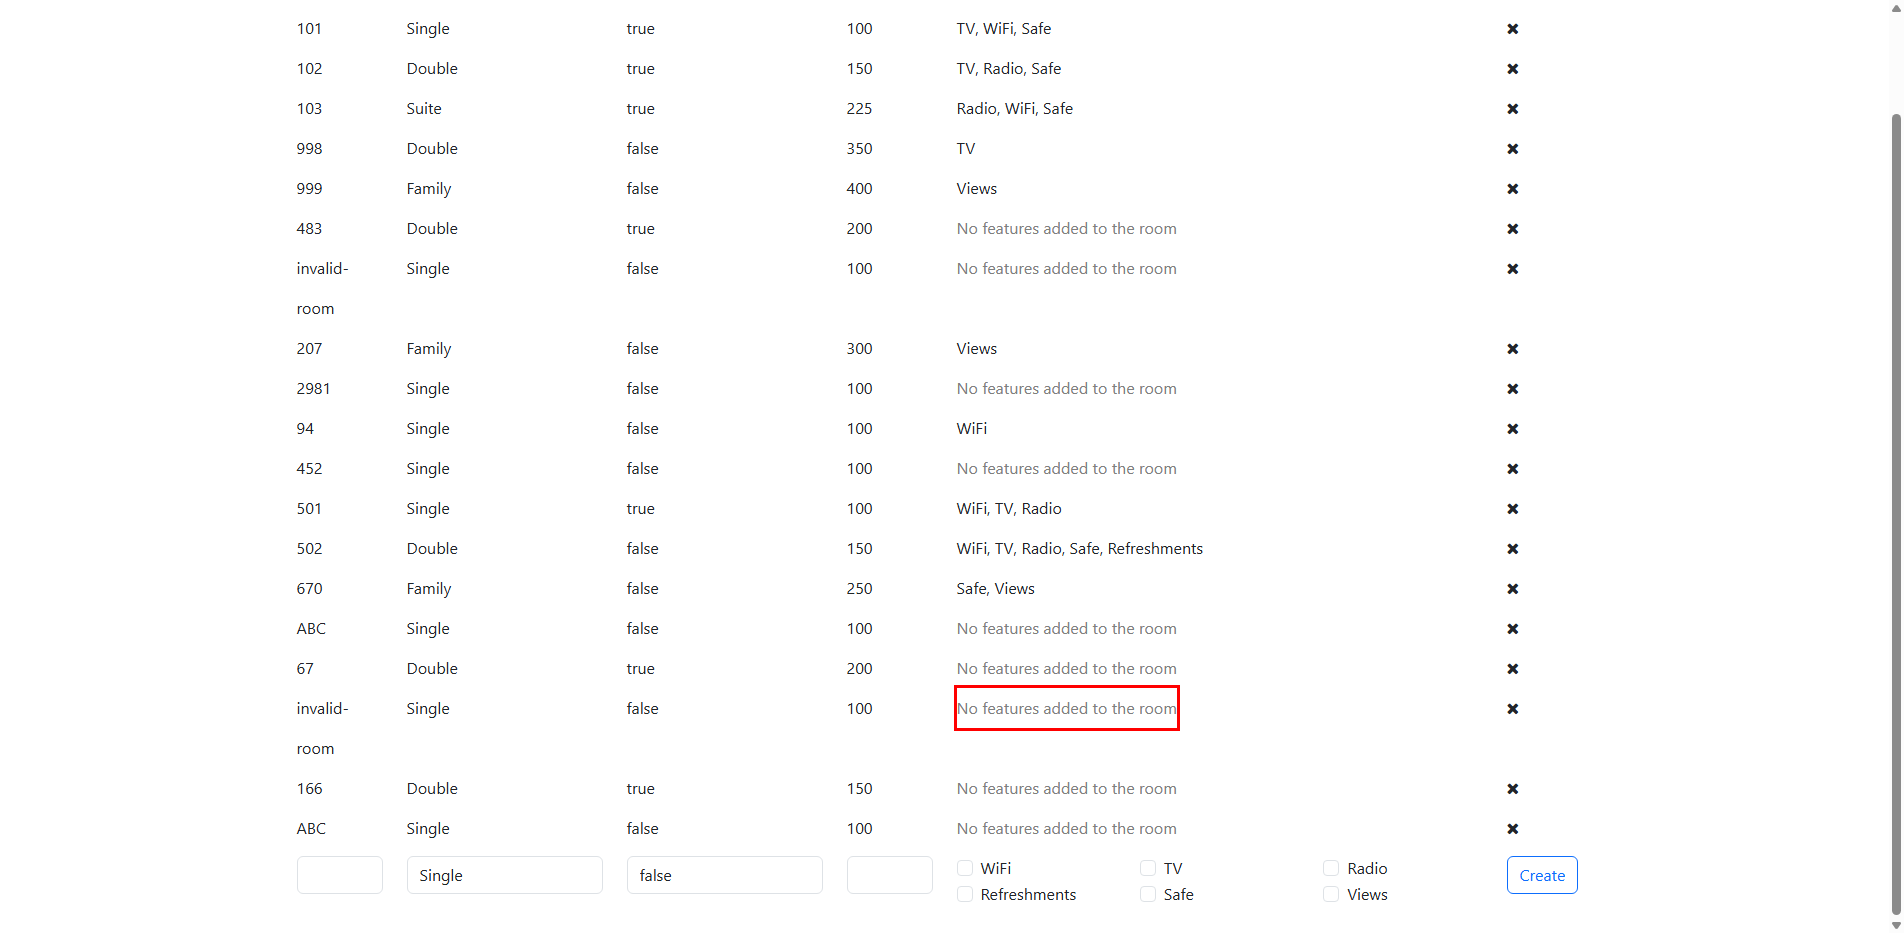 101 Single true 100 TV, WiFi, Safe
102 Double true 150 TV, Radio, Safe
103 Suite true 225 Radio, WiFi, Safe
998 Double false 350 TV
999 Family false 400 Views
483 Double true 200 No features added to the room
invalid- Single false 100 No features added to the room
room
207 Family false 300 Views
2981 Single false 100 No features added to the room
94 Single false 100 WiFi
452 Single false 100 No features added to the room
501 Single true 100 WiFi, TV, Radio
502 Double false 150 WiFi, TV, Radio, Safe, Refreshments
670 Family false 250 Safe, Views
ABC Single false 100 No features added to the room
67 Double true 200 No features added to the room
invalid- Single false 100 No features added to the room
room
166 Double true 150 No features added to the room
ABC Single false 100 No features added to the room
Single false WiFi TV Radio Create
Refreshments Safe Views